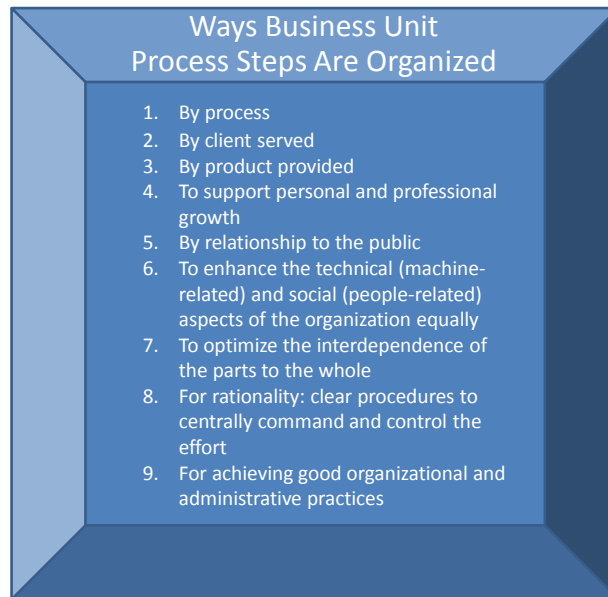 Ways Business Unit
Process Steps Are Organized
1. By process
2. By client served
3. By product provided
4. To support personal and professional
growth
5. By relationship to the public
6. To enhance the technical (machine-
related) and social (people-related)
aspects of the organization equally
7. To optimize the interdependence of
the parts to the whole
8. For rationality: clear procedures to
centrally command and control the
effort
9. For achieving good organizational and
administrative practices